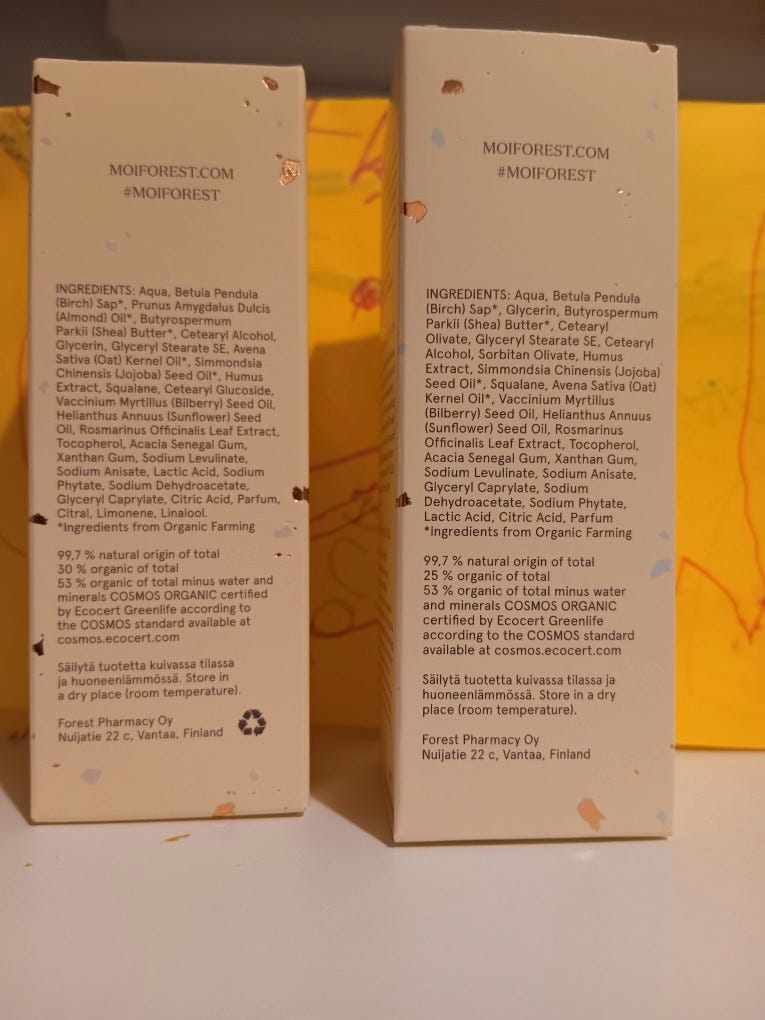 MOIFOREST.COM
#MOIFOREST
INGREDIENTS: Aqua, Betula Pendula
(Birch) Sap*, Prunus Amygdalus Dulcis
(Almond) Oil*, Butyrospermum
Parkii (Shea) Butter*, Cetearyl Alcohol,
Glycerin, Glyceryl Stearate SE, Avena
Sativa (Oat) Kernel Oil*, Simmondsia
Chinensis (Jojoba) Seed Oil*, Humus
Extract, Squalane, Cetearyl Glucoside,
Vaccinium Myrtillus (Bilberry) Seed Oil,
Helianthus Annuus (Sunflower) Seed
Oil, Rosmarinus Officinalis Leaf Extract,
Tocopherol, Acacia Senegal Gum,
Xanthan Gum, Sodium Levulinate,
Sodium Anisate, Lactic Acid, Sodium
Phytate, Sodium Dehydroacetate,
Glyceryl Caprylate, Citric Acid, Parfum,
Citral, Limonene, Linalool.
*Ingredients from Organic Farming
99,7 % natural origin of total
30 % organic of total
53 % organic of total minus water and
minerals COSMOS ORGANIC certified
by Ecocert Greenlife according to
the COSMOS standard available at
cosmos.ecocert.com
Säilytä tuotetta kuivassa tilassa
ja huoneenlämmössä. Store in
a dry place (room temperature).
Forest Pharmacy Oy
Nuijatie 22 c, Vantaa, Finland
MOIFOREST.COM
#MOIFOREST
INGREDIENTS: Aqua, Betula Pendula
(Birch) Sap*, Glycerin, Butyrospermum
Parkii (Shea) Butter*, Cetearyl
Olivate, Glyceryl Stearate SE, Cetearyl
Alcohol, Sorbitan Olivate, Humus
Extract, Simmondsia Chinensis (Jojoba)
Seed Oil*, Squalane, Avena Sativa (Oat)
Kernel Oil*, Vaccinium Myrtillus
(Bilberry) Seed Oil, Helianthus Annuus
(Sunflower) Seed Oil, Rosmarinus
Officinalis Leaf Extract, Tocopherol,
Acacia Senegal Gum, Xanthan Gum,
Sodium Levulinate, Sodium Anisate,
Glyceryl Caprylate, Sodium
Dehydroacetate, Sodium Phytate,
Lactic Acid, Citric Acid, Parfum
*Ingredients from Organic Farming
99,7 % natural origin of total
25 % organic of total
53 % organic of total minus water
and minerals COSMOS ORGANIC
certified by Ecocert Greenlife
according to the COSMOS standard
available at cosmos.ecocert.com
Säilytä tuotetta kuivassa tilassa ja
huoneenlämmössä. Store in a dry
place (room temperature).
Forest Pharmacy Oy
Nuijatie 22 c, Vantaa, Finland